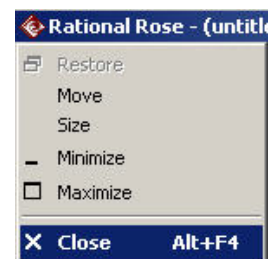 Rational Rose - (untitle
Restore
Move
Size
Minimize
Maximize
Close Alt+F4